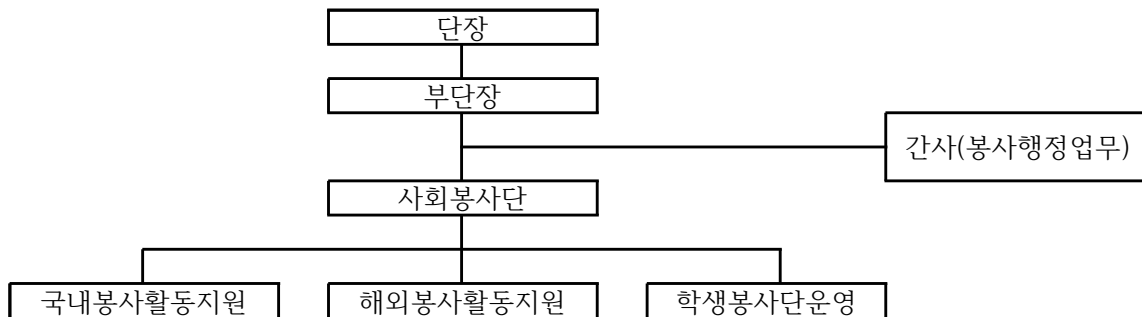 단장
부단장
간사(봉사행정업무)
사회봉사단
국내봉사활동지원
해외봉사활동지원
학생봉사단운영